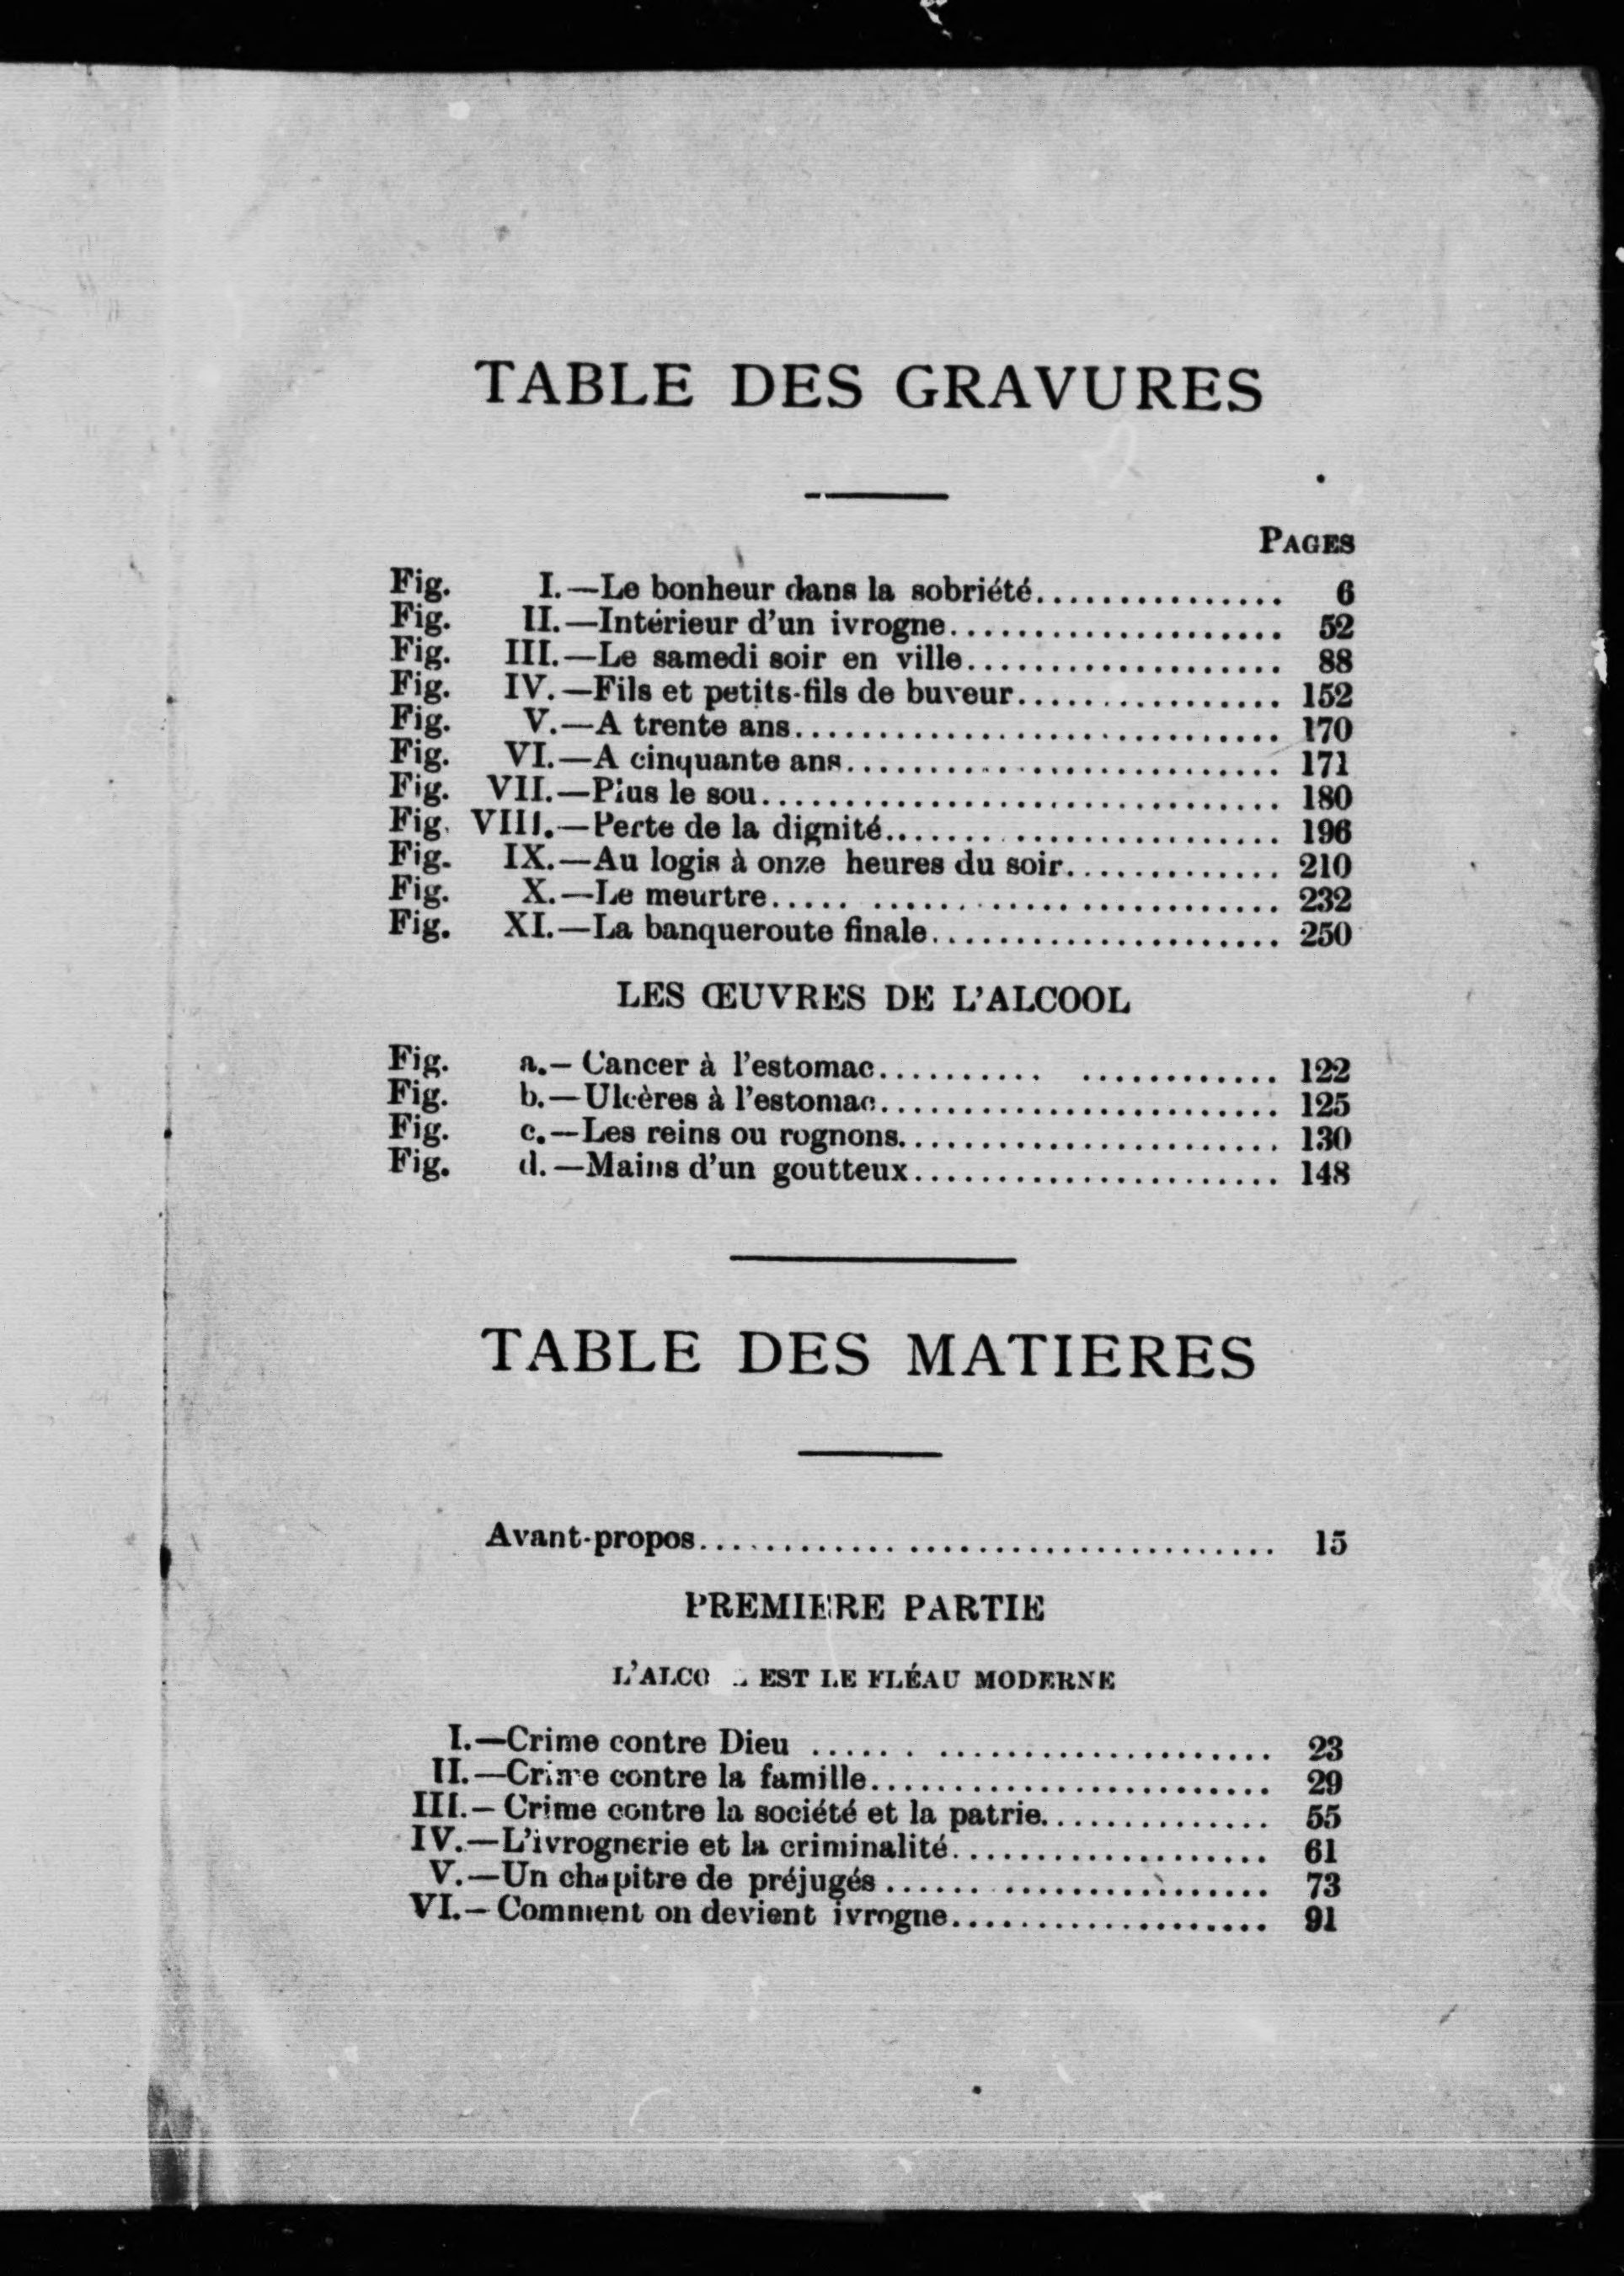 TABLE DES GRAVURES
PAGES
Fig. I.—Le bonheur dans la sobriété............... 6
Fig. II.—Intérieur d'un ivrogne.................... 52
Fig. III.—Le samedi soir en ville................... 88
Fig. IV.—Fils et petits-fils de buveur................ 152
Fig. V.—A trente ans............................. 170
Fig. VI.—A cinquante ans.......................... 171
Fig. VII.—Plus le sou............................... 180
Fig. VIII.—Perte de la dignité........................ 196
Fig. IX.—Au logis à onze heures du soir............. 210
Fig. X.—Le meurtre............................... 232
Fig. XI.—La banqueroute finale..................... 250
LES ŒUVRES DE L'ALCOOL
Fig. a.—Cancer à l'estomac....................... 122
Fig. b.—Ulcères à l'estomac........................ 125
Fig. c.—Les reins ou rognons....................... 130
Fig. d.—Mains d'un goutteux...................... 148
TABLE DES MATIERES
Avant-propos................................... 15
PREMIERE PARTIE
L'ALCO EST LE FLÉAU MODERNE
I.—Crime contre Dieu .......................... 23
II.—Crime contre la famille........................ 29
III.—Crime contre la société et la patrie.............. 55
IV.—L'ivrognerie et la criminalité................... 61
V.—Un chapitre de préjugés ...................... 73
VI.—Comment on devient ivrogne................... 91